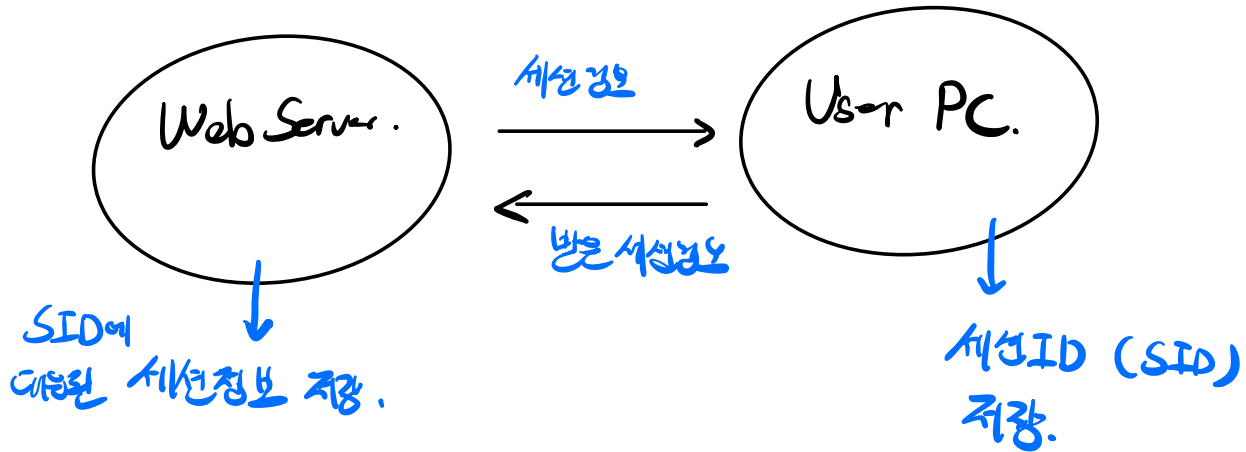 Web Server.
세션정보
User PC.
받은 세션정보
SID에
대응된 세션정보 저장.
세션ID (SID)
저장.